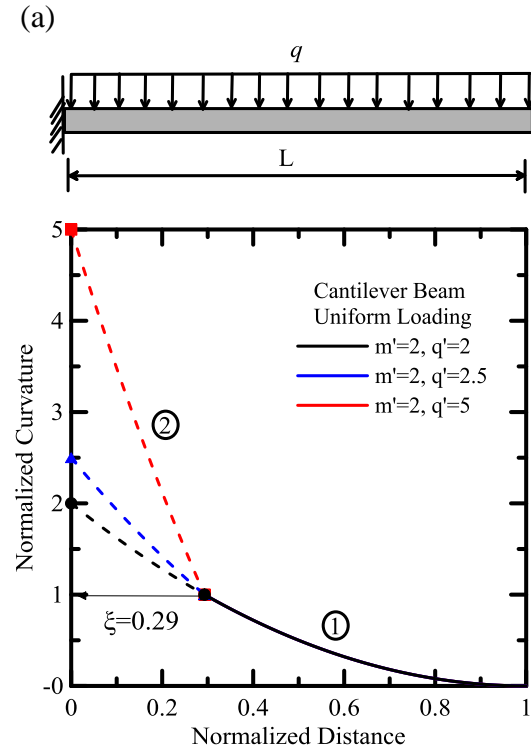 (a)
q
L
Normalized Curvature
5
4
3
2
1
-0
Cantilever Beam
Uniform Loading
m'=2, q'=2
m'=2, q'=2.5
m'=2, q'=5
2
ξ=0.29
1
0
0.2
0.4
0.6
0.8
1
Normalized Distance